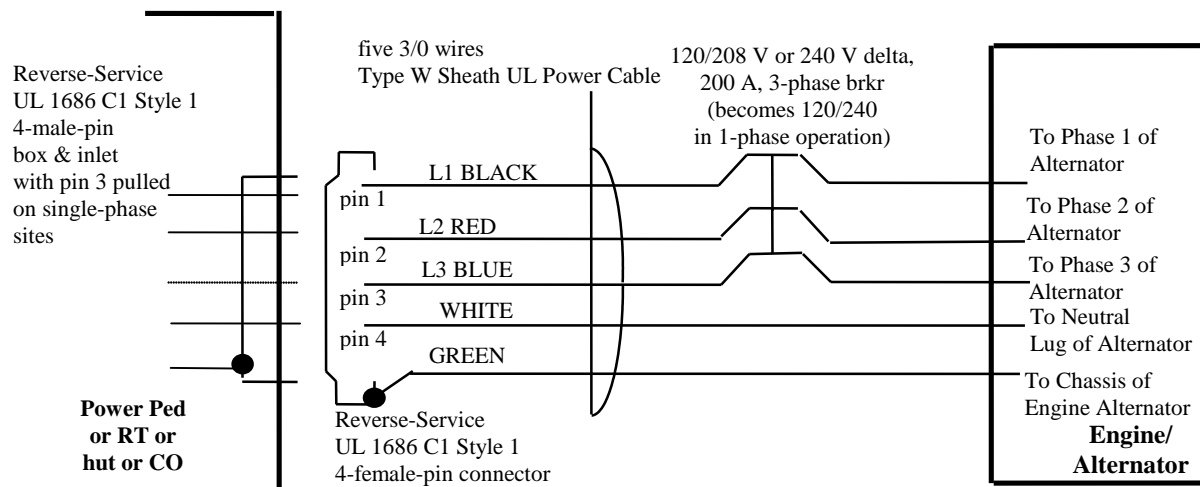 Reverse-Service
UL 1686 C1 Style 1
4-male-pin
box & inlet
with pin 3 pulled
on single-phase
sites
five 3/0 wires
Type W Sheath UL Power Cable
120/208 V or 240 V delta,
200 A, 3-phase brkr
(becomes 120/240
in 1-phase operation)
L1 BLACK
pin 1
L2 RED
pin 2
L3 BLUE
pin 3
WHITE
pin 4
GREEN
To Phase 1 of
Alternator
To Phase 2 of
Alternator
To Phase 3 of
Alternator
To Neutral
Lug of Alternator
To Chassis of
Engine Alternator
Power Ped
or RT or
hut or CO
Reverse-Service
UL 1686 C1 Style 1
4-female-pin connector
Engine/
Alternator